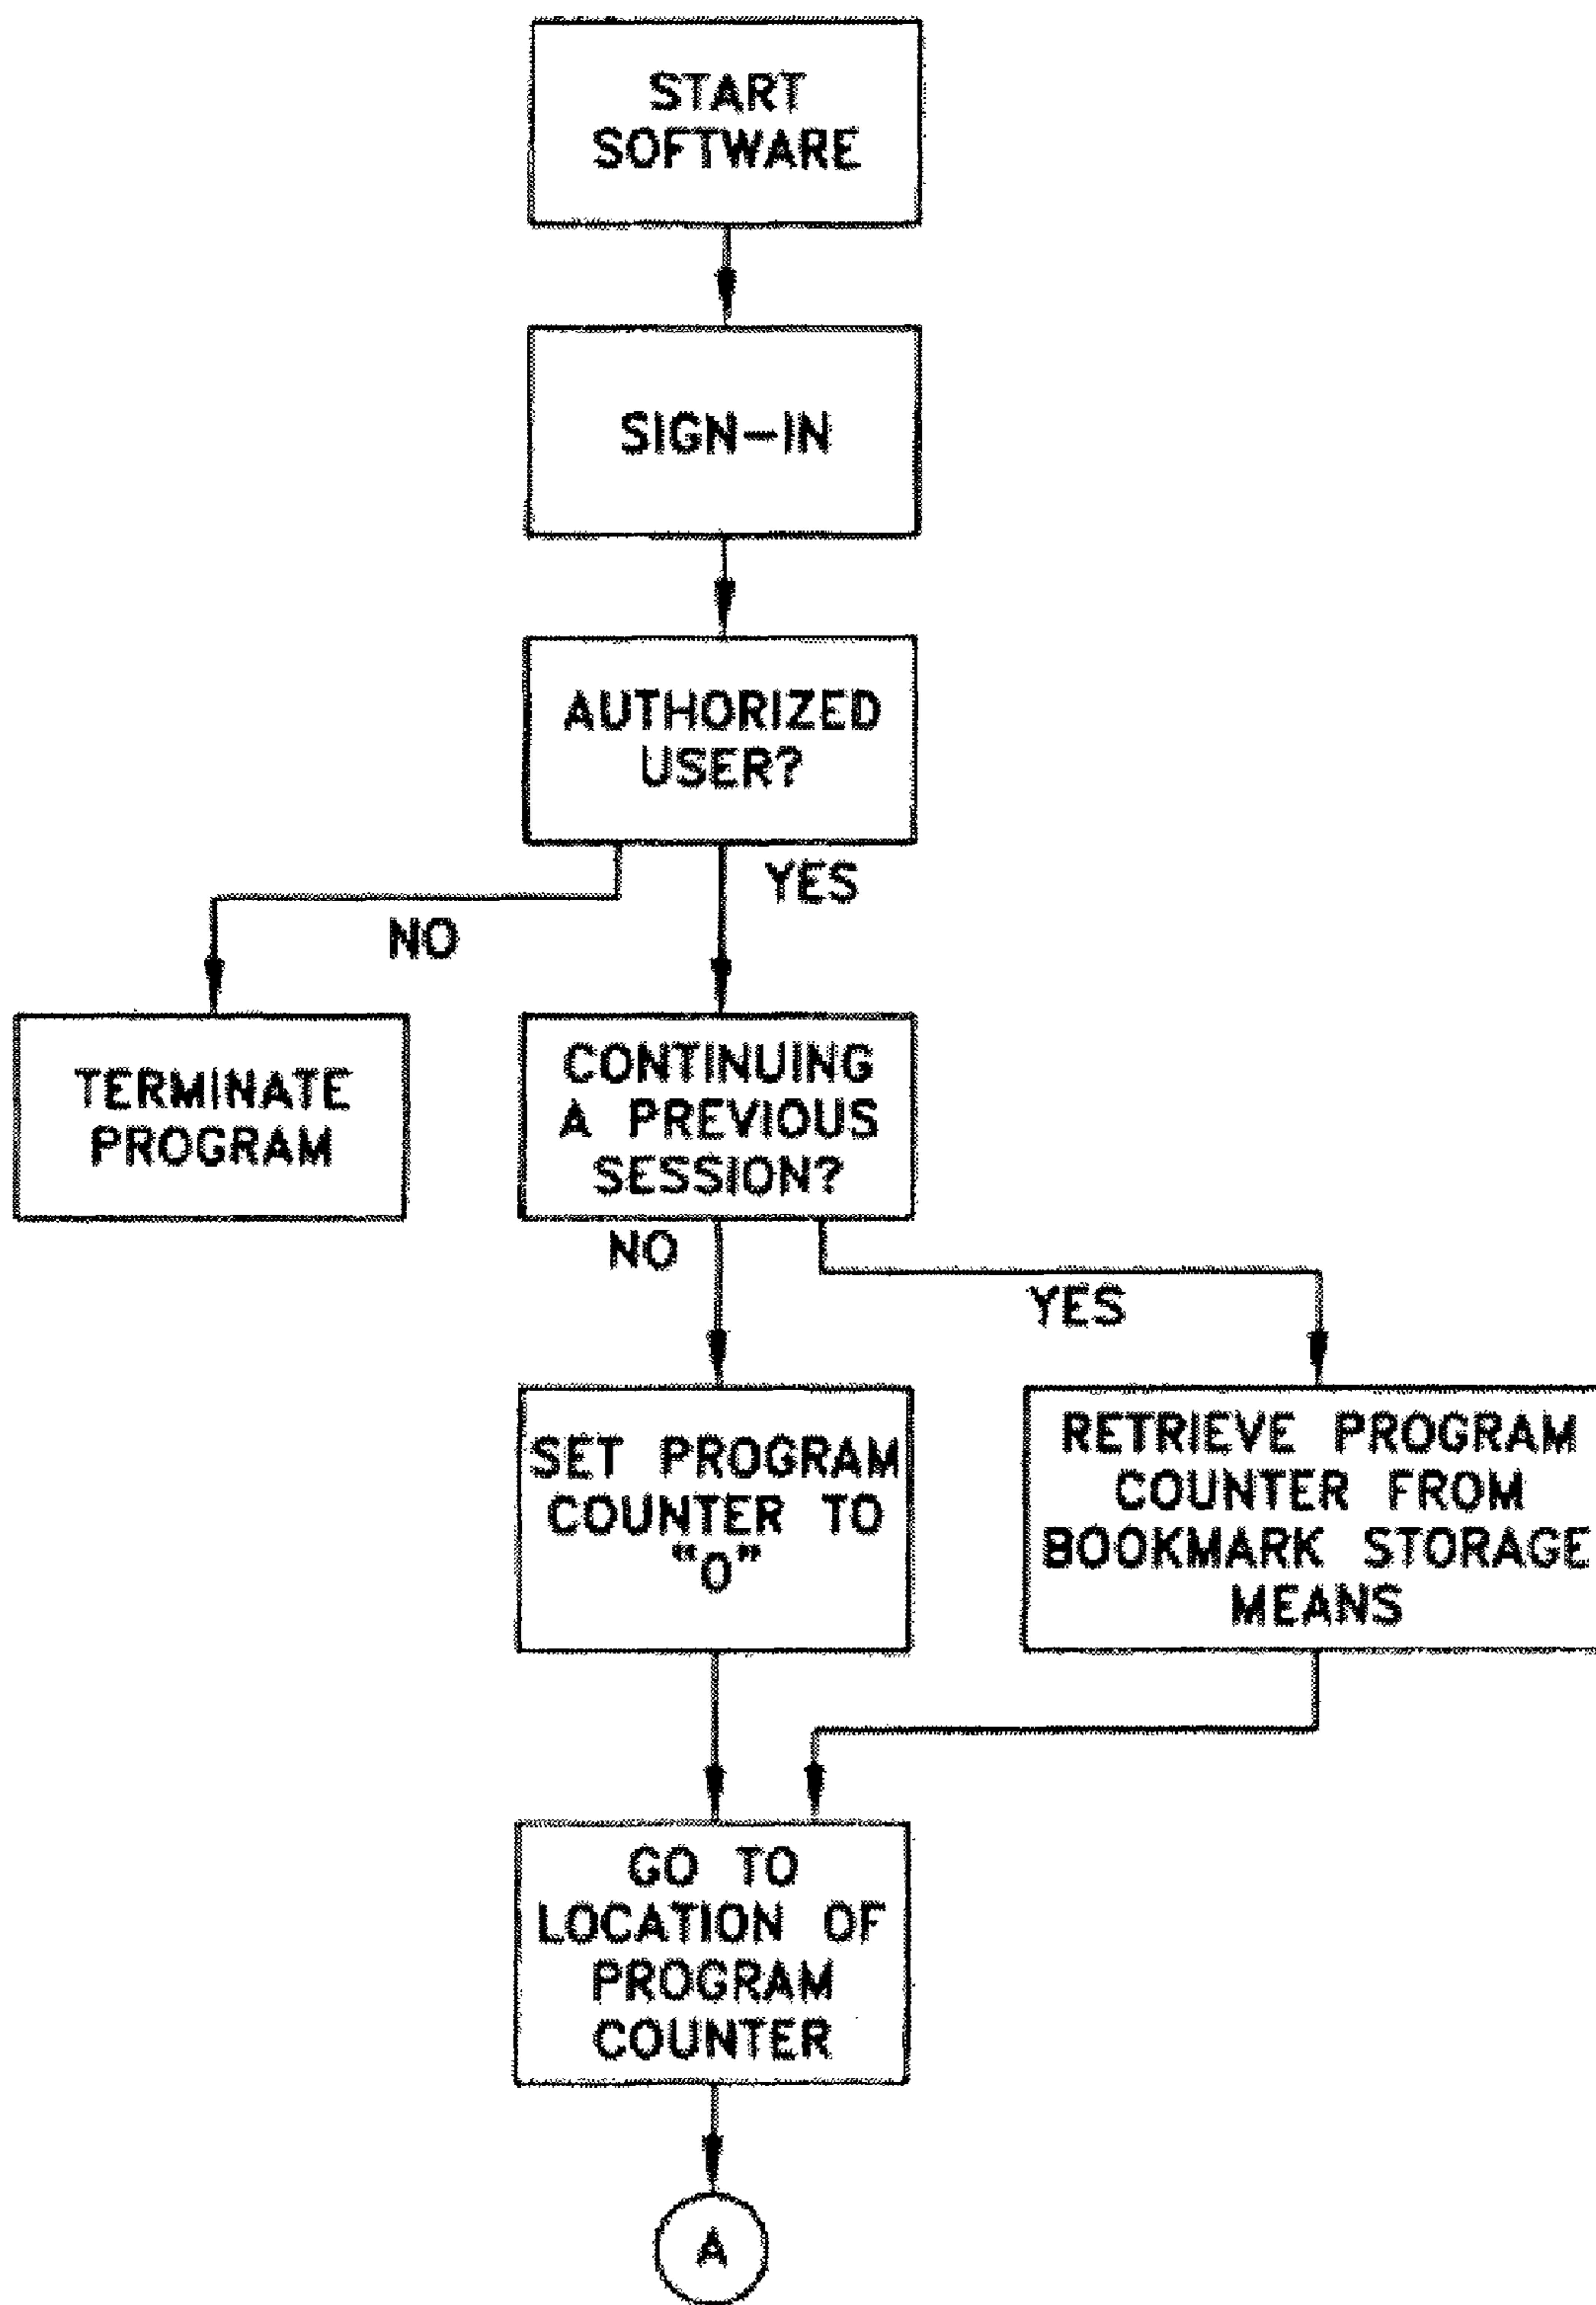 START
SOFTWARE
SIGN-IN
AUTHORIZED
USER?
YES
NO
TERMINATE
PROGRAM
CONTINUING
A PREVIOUS
SESSION?
NO
YES
SET PROGRAM
COUNTER TO
"0"
RETRIEVE PROGRAM
COUNTER FROM
BOOKMARK STORAGE
MEANS
GO TO
LOCATION OF
PROGRAM
COUNTER
A